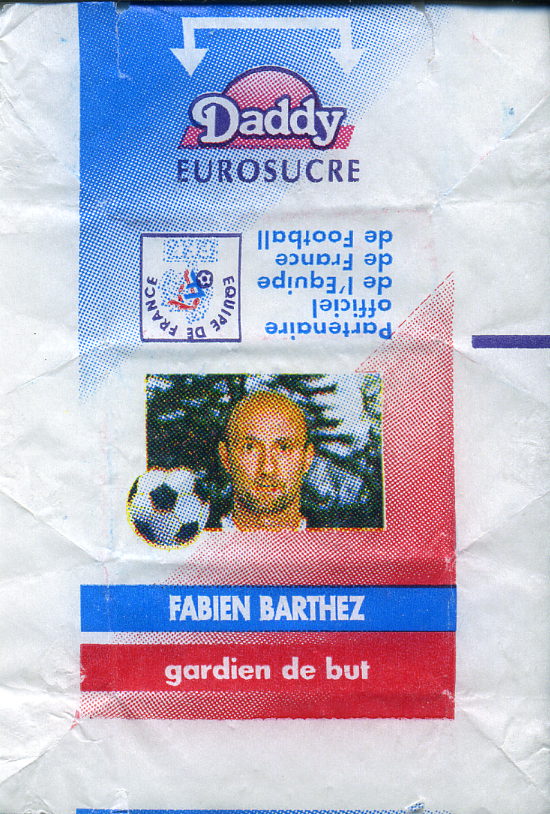 Daddy
EUROSUCRE
Partenaire
officiel
de l'Equipe
de France
de Football
EQUIPE DE FRANCE
FABIEN BARTHEZ
gardien de but